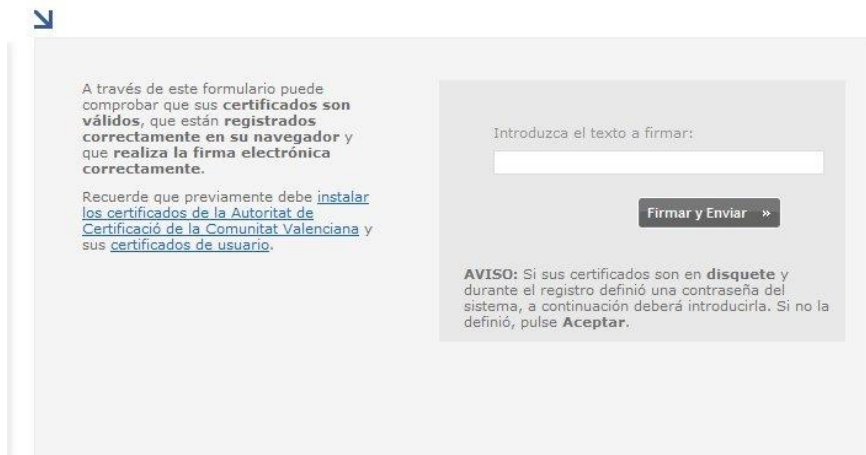 A través de este formulario puede
comprobar que sus certificados son
válidos, que están registrados
correctamente en su navegador y
que realiza la firma electrónica
correctamente.
Recuerde que previamente debe instalar
los certificados de la Autoritat de
Certificació de la Comunitat Valenciana y
sus certificados de usuario.
Introduzca el texto a firmar:
Firmar y Enviar »
AVISO: Si sus certificados son en disquete y
durante el registro definió una contraseña del
sistema, a continuación deberá introducirla. Si no la
definió, pulse Aceptar.